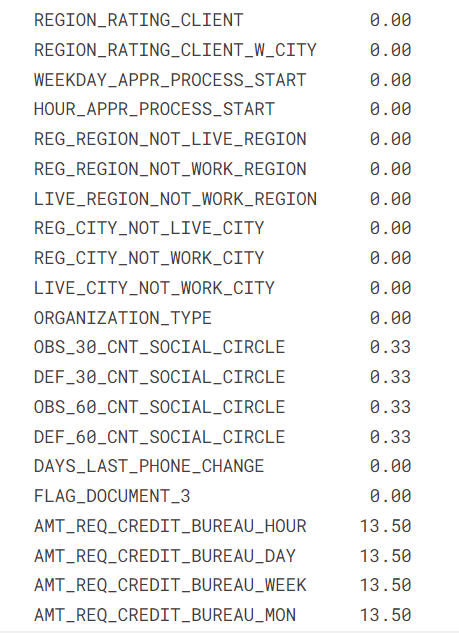 REGION_RATING_CLIENT 0.00
REGION_RATING_CLIENT_W_CITY 0.00
WEEKDAY_APPR_PROCESS_START 0.00
HOUR_APPR_PROCESS_START 0.00
REG_REGION_NOT_LIVE_REGION 0.00
REG_REGION_NOT_WORK_REGION 0.00
LIVE_REGION_NOT_WORK_REGION 0.00
REG_CITY_NOT_LIVE_CITY 0.00
REG_CITY_NOT_WORK_CITY 0.00
LIVE_CITY_NOT_WORK_CITY 0.00
ORGANIZATION_TYPE 0.00
OBS_30_CNT_SOCIAL_CIRCLE 0.33
DEF_30_CNT_SOCIAL_CIRCLE 0.33
OBS_60_CNT_SOCIAL_CIRCLE 0.33
DEF_60_CNT_SOCIAL_CIRCLE 0.33
DAYS_LAST_PHONE_CHANGE 0.00
FLAG_DOCUMENT_3 0.00
AMT_REQ_CREDIT_BUREAU_HOUR 13.50
AMT_REQ_CREDIT_BUREAU_DAY 13.50
AMT_REQ_CREDIT_BUREAU_WEEK 13.50
AMT_REQ_CREDIT_BUREAU_MON 13.50